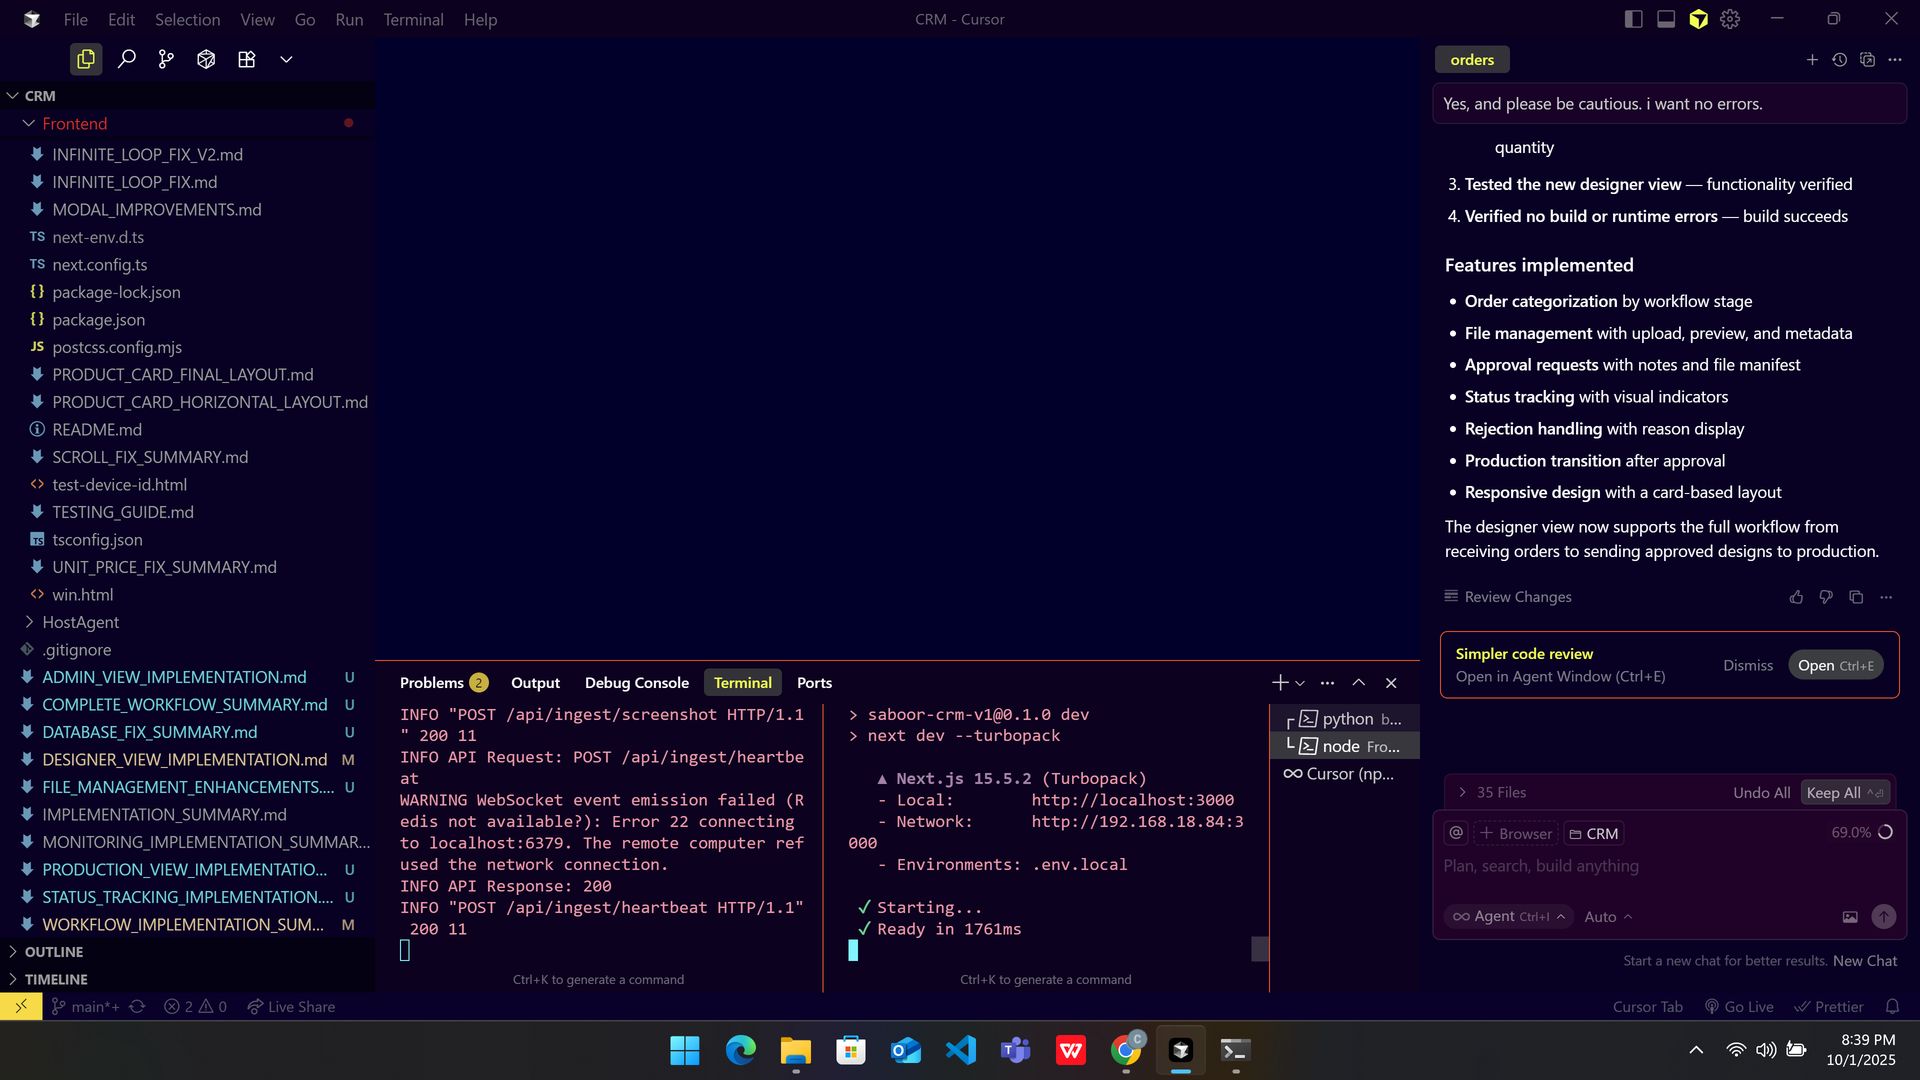 File Edit Selection View Go Run Terminal Help
CRM - Cursor
CRM
Frontend
INFINITE_LOOP_FIX_V2.md
INFINITE_LOOP_FIX.md
MODAL_IMPROVEMENTS.md
TS next-env.d.ts
TS next.config.ts
{} package-lock.json
{} package.json
JS postcss.config.mjs
PRODUCT_CARD_FINAL_LAYOUT.md
PRODUCT_CARD_HORIZONTAL_LAYOUT.md
README.md
SCROLL_FIX_SUMMARY.md
<> test-device-id.html
TESTING_GUIDE.md
TS tsconfig.json
UNIT_PRICE_FIX_SUMMARY.md
<> win.html
HostAgent
.gitignore
ADMIN_VIEW_IMPLEMENTATION.md U
COMPLETE_WORKFLOW_SUMMARY.md U
DATABASE_FIX_SUMMARY.md U
DESIGNER_VIEW_IMPLEMENTATION.md M
FILE_MANAGEMENT_ENHANCEMENTS.... U
IMPLEMENTATION_SUMMARY.md
MONITORING_IMPLEMENTATION_SUMMAR...
PRODUCTION_VIEW_IMPLEMENTATIO... U
STATUS_TRACKING_IMPLEMENTATION.... U
WORKFLOW_IMPLEMENTATION_SUM... M
OUTLINE
TIMELINE
Problems 2 Output Debug Console Terminal Ports
INFO "POST /api/ingest/screenshot HTTP/1.1
" 200 11
INFO API Request: POST /api/ingest/heartbe
at
WARNING WebSocket event emission failed (R
edis not available?): Error 22 connecting
to localhost:6379. The remote computer ref
used the network connection.
INFO API Response: 200
INFO "POST /api/ingest/heartbeat HTTP/1.1"
200 11
Ctrl+K to generate a command
> saboor-crm-v1@0.1.0 dev
> next dev --turbopack
▲ Next.js 15.5.2 (Turbopack)
- Local: http://localhost:3000
- Network: http://192.168.18.84:3
000
- Environments: .env.local
✓ Starting...
✓ Ready in 1761ms
Ctrl+K to generate a command
python b...
node Fro...
Cursor (np...
orders
Yes, and please be cautious. i want no errors.
quantity
3. Tested the new designer view — functionality verified
4. Verified no build or runtime errors — build succeeds
Features implemented
• Order categorization by workflow stage
• File management with upload, preview, and metadata
• Approval requests with notes and file manifest
• Status tracking with visual indicators
• Rejection handling with reason display
• Production transition after approval
• Responsive design with a card-based layout
The designer view now supports the full workflow from
receiving orders to sending approved designs to production.
Review Changes
Simpler code review
Open in Agent Window (Ctrl+E)
Dismiss Open Ctrl+E
35 Files Undo All Keep All
@ + Browser CRM 69.0%
Plan, search, build anything
Agent Ctrl+I Auto
Start a new chat for better results. New Chat
main*+ 2 0 Live Share
Cursor Tab Go Live Prettier
8:39 PM
10/1/2025